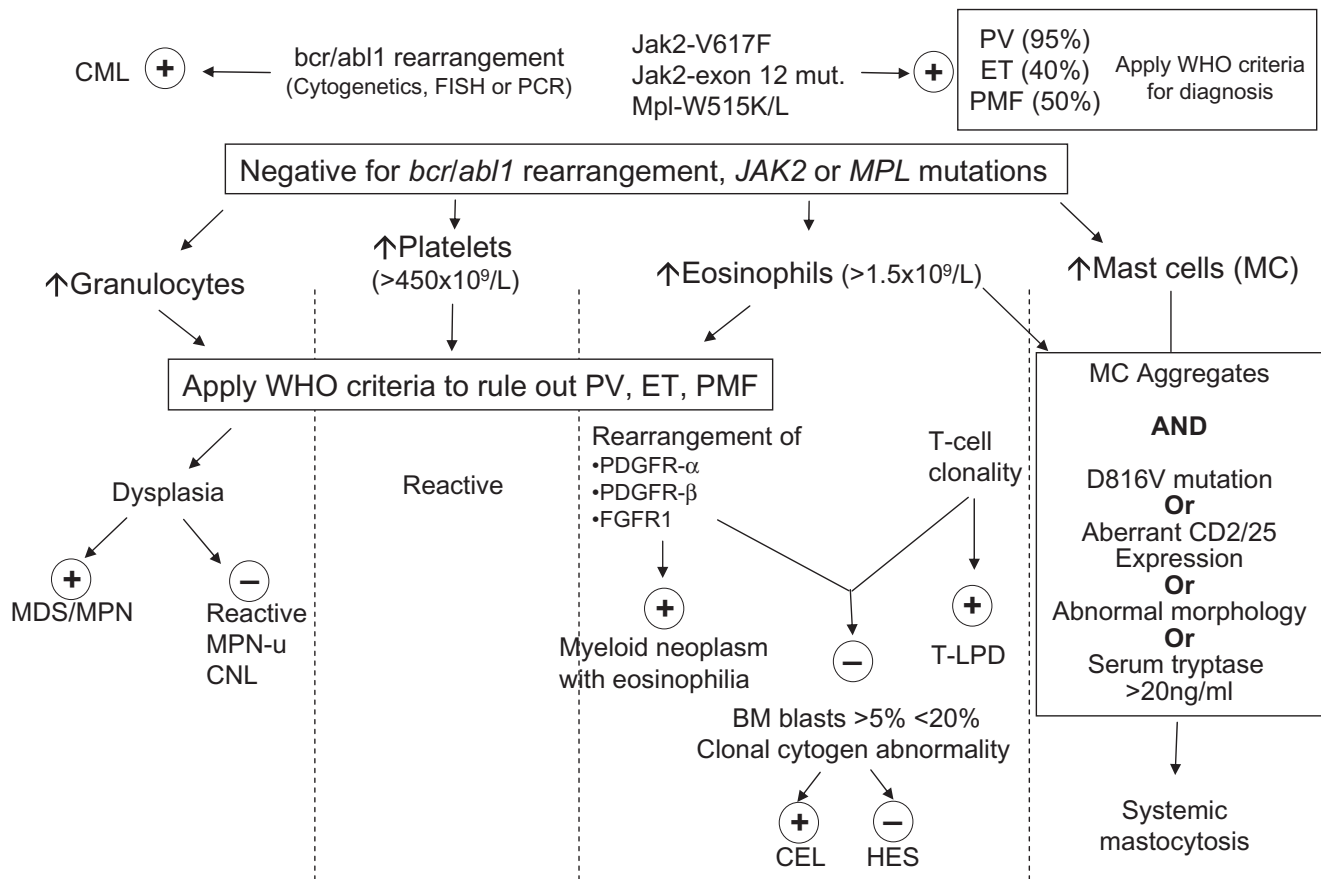 CML
+
bcr/abl1 rearrangement
(Cytogenetics, FISH or PCR)
Jak2-V617F
Jak2-exon 12 mut.
Mpl-W515K/L
+
PV (95%)
ET (40%)
PMF (50%)
Apply WHO criteria
for diagnosis
Negative for bcr/abl1 rearrangement, JAK2 or MPL mutations
↑Granulocytes
↑Platelets
(>450x10⁹/L)
↑Eosinophils (>1.5x10⁹/L)
↑Mast cells (MC)
Apply WHO criteria to rule out PV, ET, PMF
Dysplasia
+
MDS/MPN
–
Reactive
MPN-u
CNL
Reactive
Rearrangement of
•PDGFR-α
•PDGFR-β
•FGFR1
T-cell
clonality
+
Myeloid neoplasm
with eosinophilia
–
+
T-LPD
BM blasts >5% <20%
Clonal cytogen abnormality
+
CEL
–
HES
MC Aggregates
AND
D816V mutation
Or
Aberrant CD2/25
Expression
Or
Abnormal morphology
Or
Serum tryptase
>20ng/ml
Systemic
mastocytosis